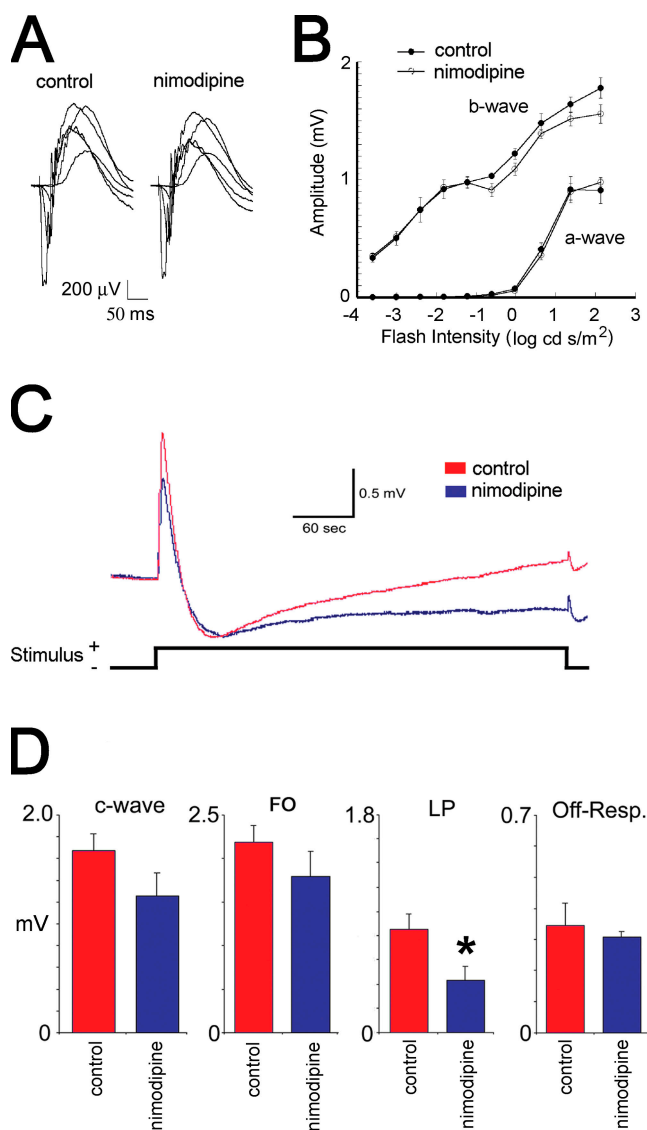 A
control nimodipine
200 µV
50 ms
B
control
nimodipine
2
b-wave
Amplitude (mV)
1
a-wave
0
-4 -3 -2 -1 0 1 2 3
Flash Intensity (log cd s/m²)
C
control
nimodipine
0.5 mV
60 sec
Stimulus +
-
D
c-wave FO LP Off-Resp.
2.0 2.5 1.8 0.7
mV
*
0 0 0 0
control nimodipine control nimodipine control nimodipine control nimodipine